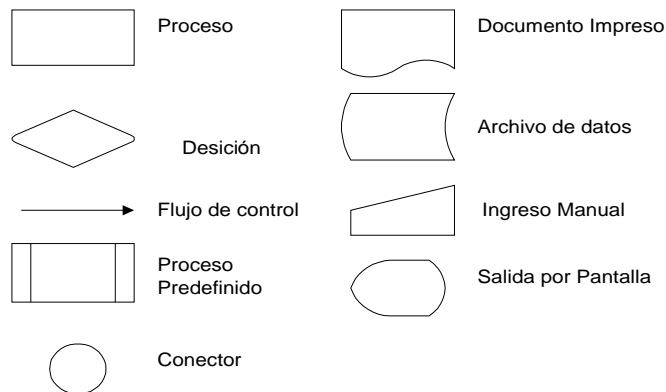 Proceso
Documento Impreso
Desición
Archivo de datos
Flujo de control
Ingreso Manual
Proceso
Predefinido
Salida por Pantalla
Conector